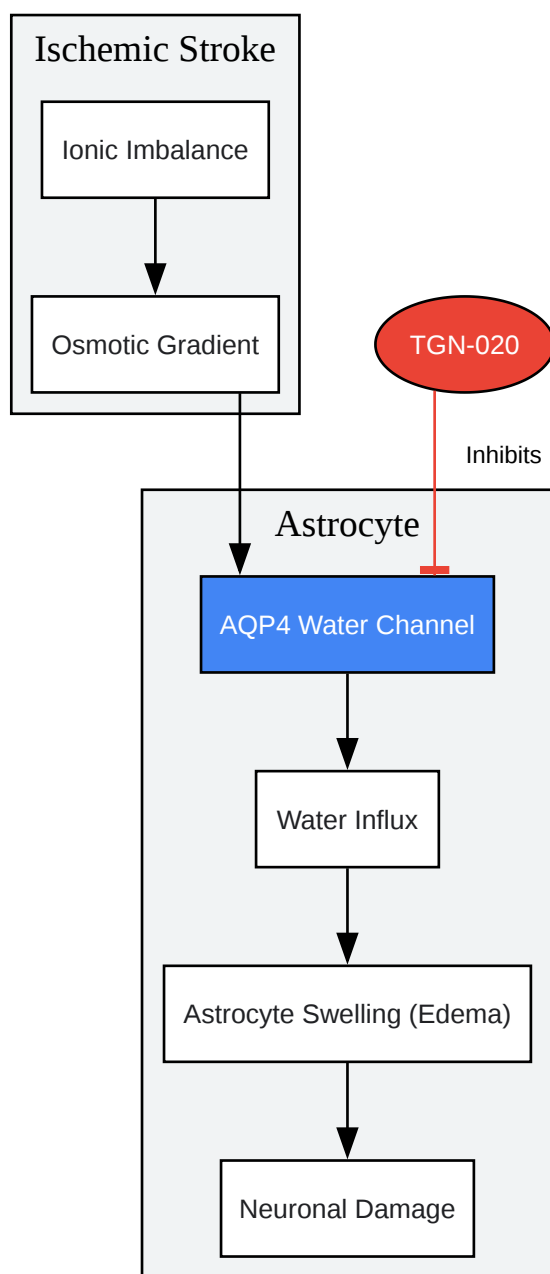 Ischemic Stroke
Ionic Imbalance
Osmotic Gradient
TGN-020
Inhibits
Astrocyte
AQP4 Water Channel
Water Influx
Astrocyte Swelling (Edema)
Neuronal Damage